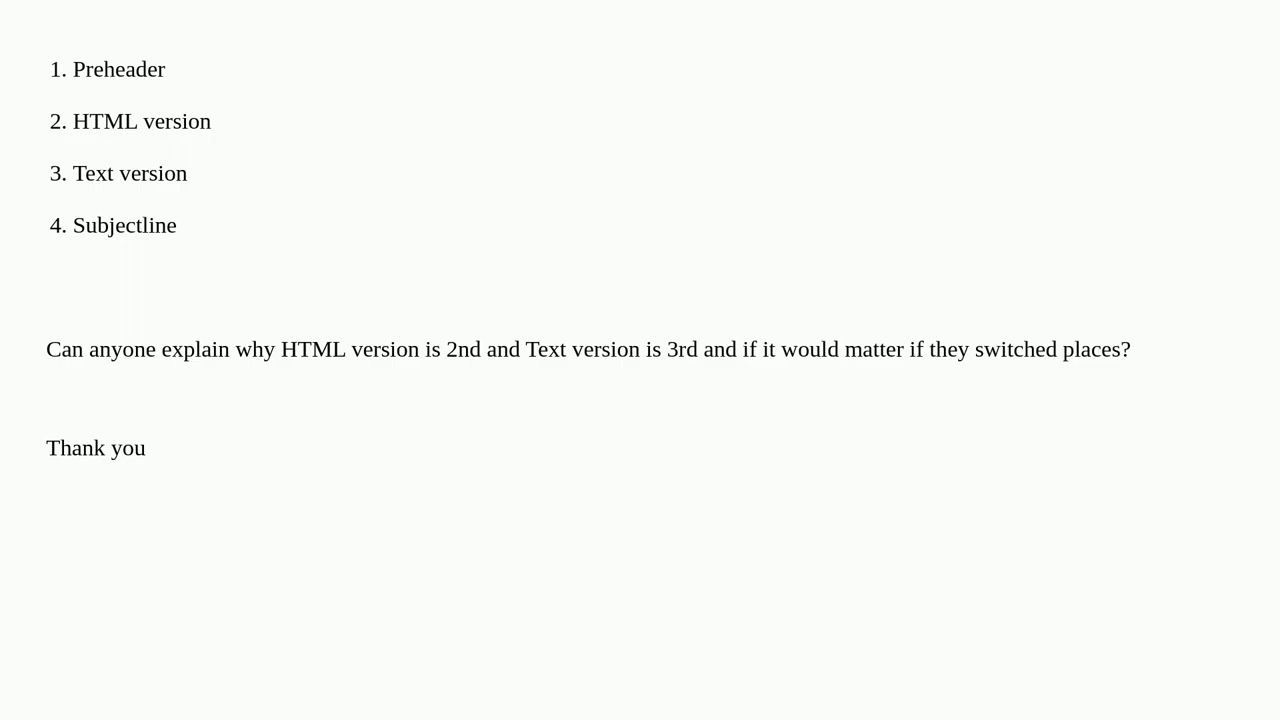 1. Preheader
2. HTML version
3. Text version
4. Subjectline
Can anyone explain why HTML version is 2nd and Text version is 3rd and if it would matter if they switched places?
Thank you